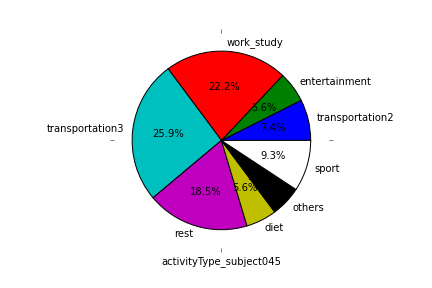 work_study
22.2%
entertainment
5.6%
transportation2
7.4%
transportation3
25.9%
9.3%
sport
18.5%
5.6%
others
diet
rest
activityType_subject045